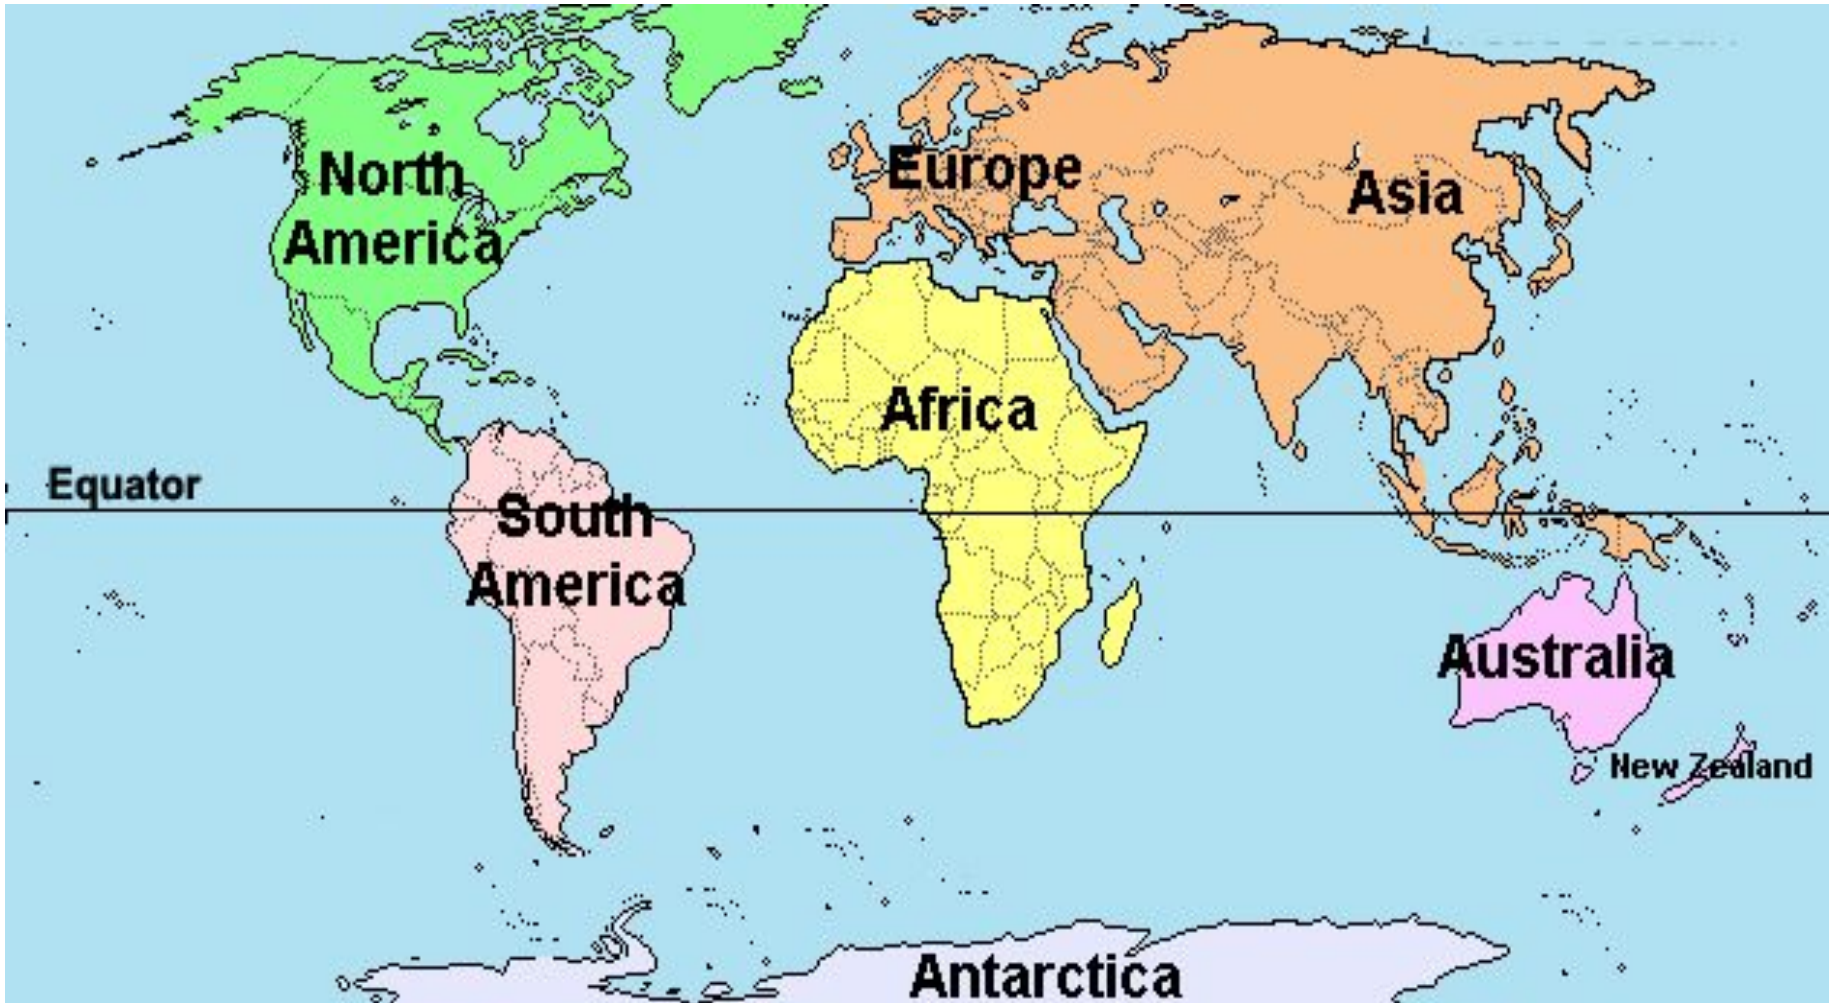 North
America
Europe
Asia
Africa
Equator
South
America
Australia
New Zealand
Antarctica